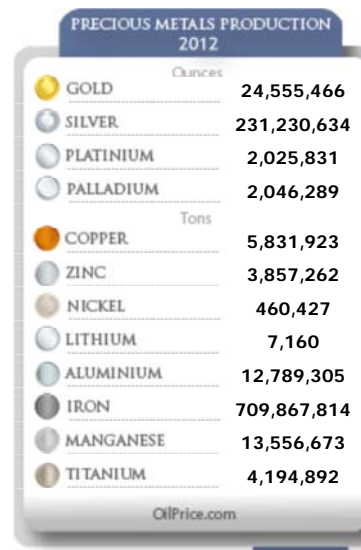 PRECIOUS METALS PRODUCTION
2012
Ounces
GOLD 24,555,466
SILVER 231,230,634
PLATINIUM 2,025,831
PALLADIUM 2,046,289
Tons
COPPER 5,831,923
ZINC 3,857,262
NICKEL 460,427
LITHIUM 7,160
ALUMINIUM 12,789,305
IRON 709,867,814
MANGANESE 13,556,673
TITANIUM 4,194,892
OilPrice.com